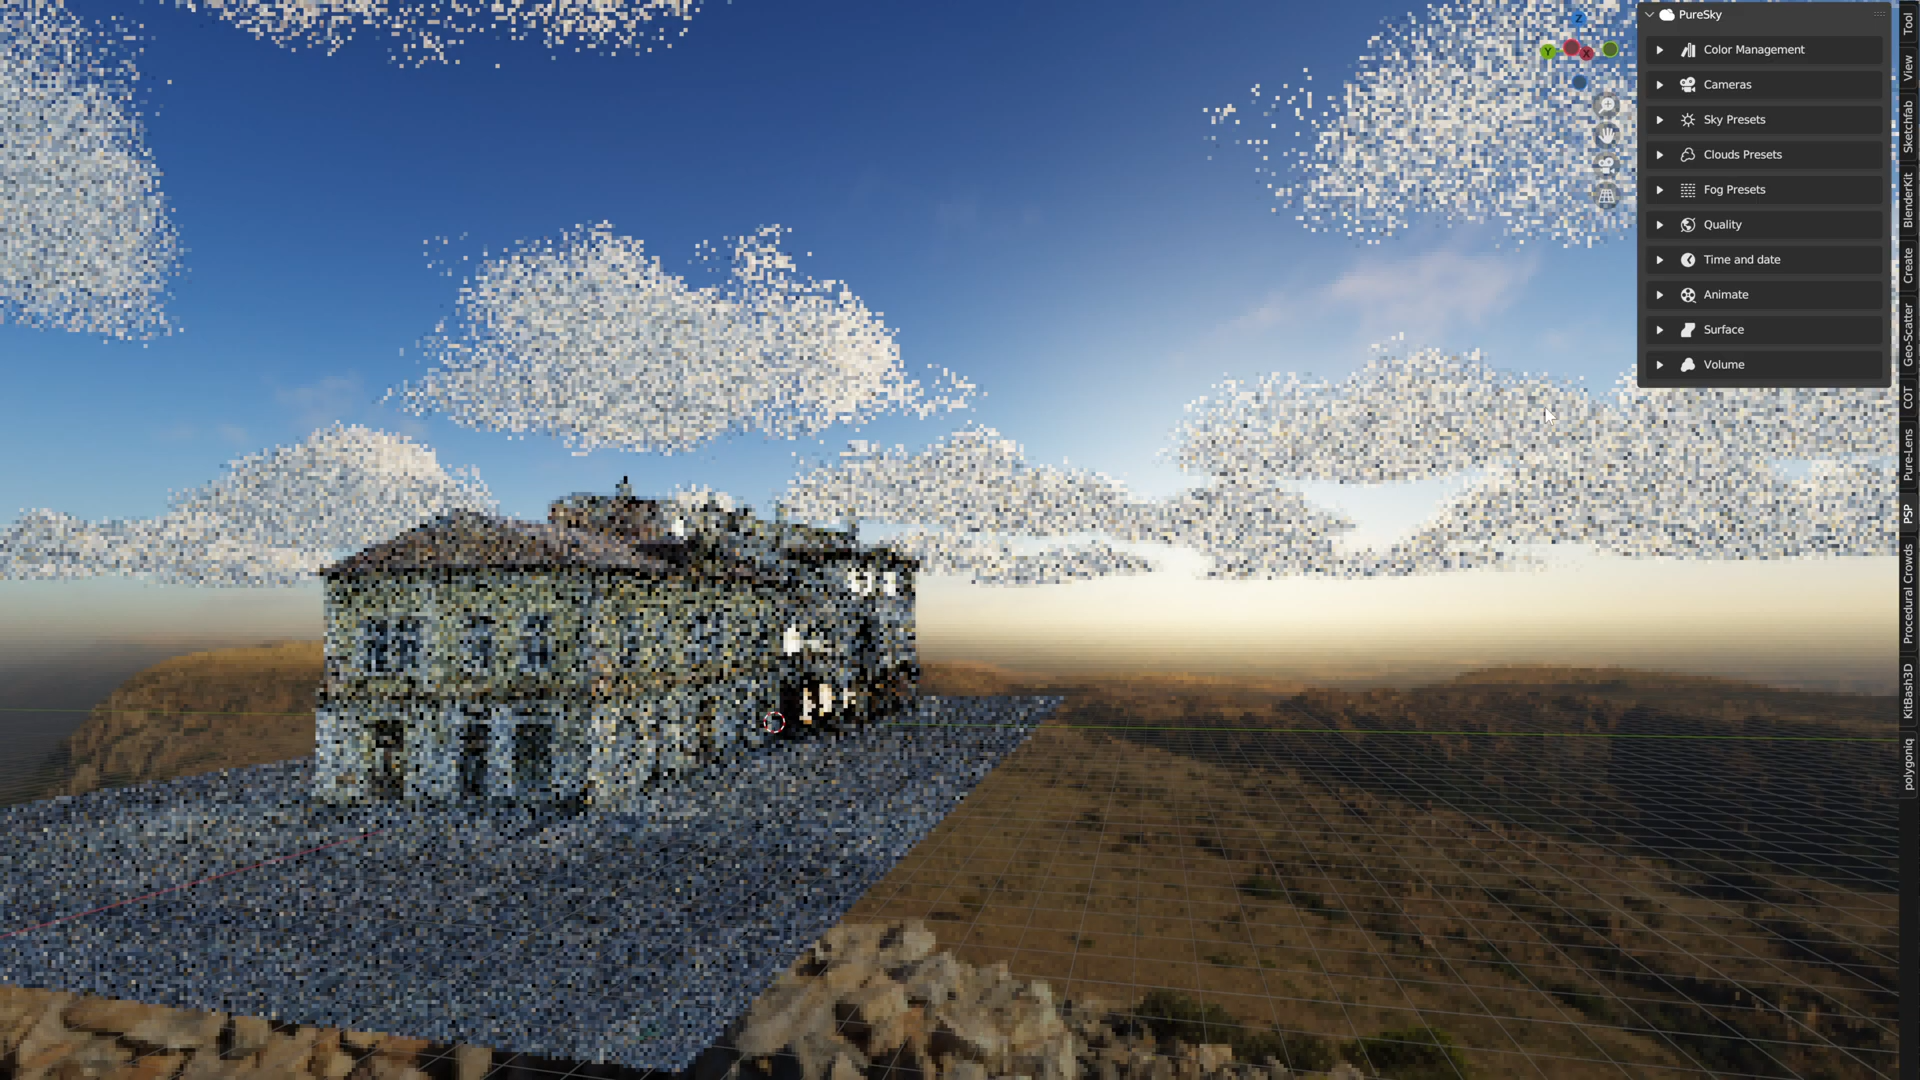 PureSky
Color Management
Cameras
Sky Presets
Clouds Presets
Fog Presets
Quality
Time and date
Animate
Surface
Volume
Z
Y
X
Tool
View
Sketchfab
BlenderKit
Create
Geo-Scatter
COT
Pure-Lens
PSP
Procedural Crowds
KitBash3D
polygoniq